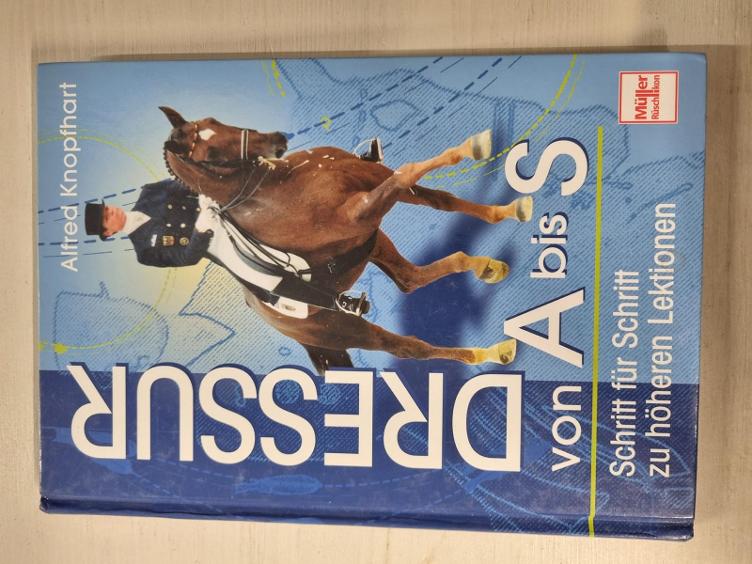 Alfred Knopfhart
DRESSUR
von A bis S
Schritt für Schritt
zu höheren Lektionen
Müller
Rüschlikon